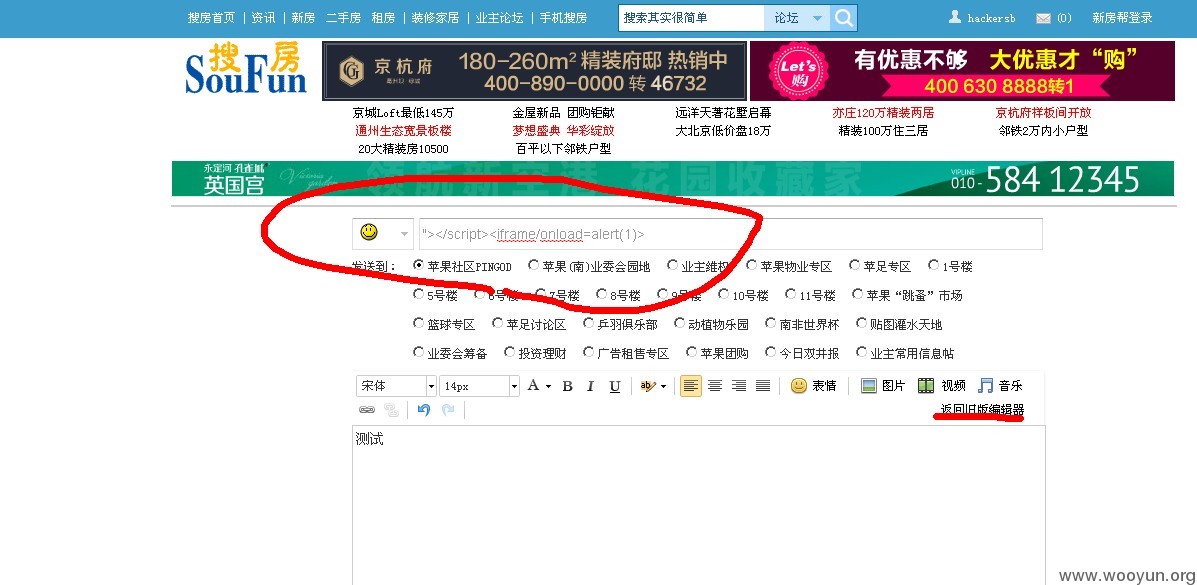 搜房首页 | 资讯 | 新房 二手房 租房 | 装修家居 | 业主论坛 | 手机搜房 搜索其实很简单 论坛 hackersb (0) 新房帮登录
搜房
SouFun
京杭府 180-260m² 精装府邸 热销中
400-890-0000 转 46732
Let's 购 有优惠不够 大优惠才“购”
400 630 8888转1
京城Loft最低145万 金屋新品 团购钜献 远洋天著花墅启幕 亦庄120万精装两居 京杭府样板间开放
通州生态宽景板楼 梦想盛典 华彩绽放 大北京低价盘18万 精装100万住三居 邻铁2万内小户型
20大精装房10500 百平以下邻铁户型
永定河 孔雀城
英国宫 Victoria garden 领航新空港 花园收藏家 VIPLINE 010-584 12345
"></script><iframe/onload=alert(1)>
发送到： 苹果社区PINGOD 苹果(南)业委会园地 业主维权 苹果物业专区 苹足专区 1号楼
5号楼 6号楼 7号楼 8号楼 9号楼 10号楼 11号楼 苹果“跳蚤”市场
篮球专区 苹足讨论区 乒羽俱乐部 动植物乐园 南非世界杯 贴图灌水天地
业委会筹备 投资理财 广告租售专区 苹果团购 今日双井报 业主常用信息帖
宋体 14px A B I U ab 表情 图片 视频 音乐
返回旧版编辑器
测试
www.wooyun.org